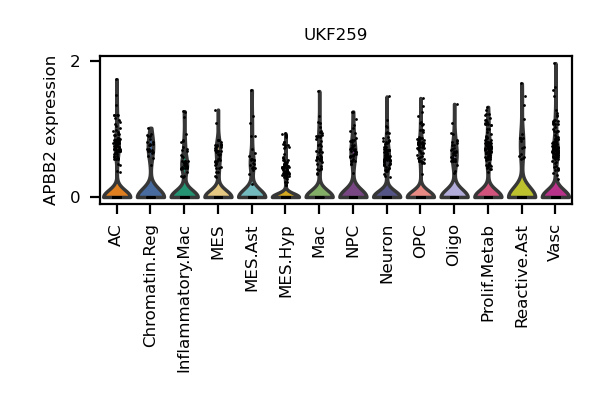 UKF259
APBB2 expression
2
0
AC
Chromatin.Reg
Inflammatory.Mac
MES
MES.Ast
MES.Hyp
Mac
NPC
Neuron
OPC
Oligo
Prolif.Metab
Reactive.Ast
Vasc